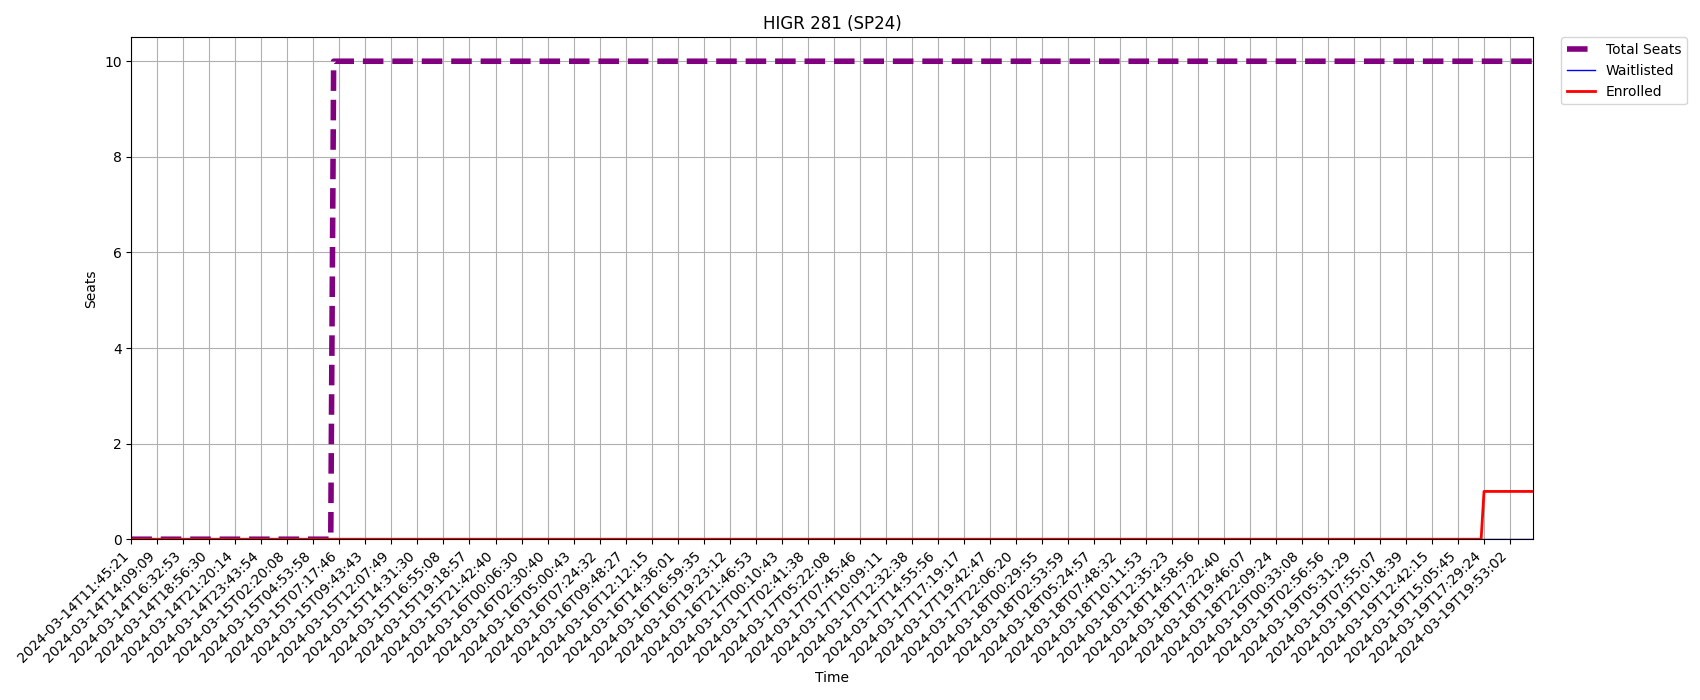 HIGR 281 (SP24)
Total Seats
Waitlisted
Enrolled
Seats
10
8
6
4
2
0
2024-03-14T11:45:21
2024-03-14T14:09:09
2024-03-14T16:32:53
2024-03-14T18:56:30
2024-03-14T21:20:14
2024-03-14T23:43:54
2024-03-15T02:20:08
2024-03-15T04:53:58
2024-03-15T07:17:46
2024-03-15T09:43:43
2024-03-15T12:07:49
2024-03-15T14:31:30
2024-03-15T16:55:08
2024-03-15T19:18:57
2024-03-15T21:42:40
2024-03-16T00:06:30
2024-03-16T02:30:40
2024-03-16T05:00:43
2024-03-16T07:24:32
2024-03-16T09:48:27
2024-03-16T12:12:15
2024-03-16T14:36:01
2024-03-16T16:59:35
2024-03-16T19:23:12
2024-03-16T21:46:53
2024-03-17T00:10:43
2024-03-17T02:41:38
2024-03-17T05:22:08
2024-03-17T07:45:46
2024-03-17T10:09:11
2024-03-17T12:32:38
2024-03-17T14:55:56
2024-03-17T17:19:17
2024-03-17T19:42:47
2024-03-17T22:06:20
2024-03-18T00:29:55
2024-03-18T02:53:59
2024-03-18T05:24:57
2024-03-18T07:48:32
2024-03-18T10:11:53
2024-03-18T12:35:23
2024-03-18T14:58:56
2024-03-18T17:22:40
2024-03-18T19:46:07
2024-03-18T22:09:24
2024-03-19T00:33:08
2024-03-19T02:56:56
2024-03-19T05:31:29
2024-03-19T07:55:07
2024-03-19T10:18:39
2024-03-19T12:42:15
2024-03-19T15:05:45
2024-03-19T17:29:24
2024-03-19T19:53:02
Time